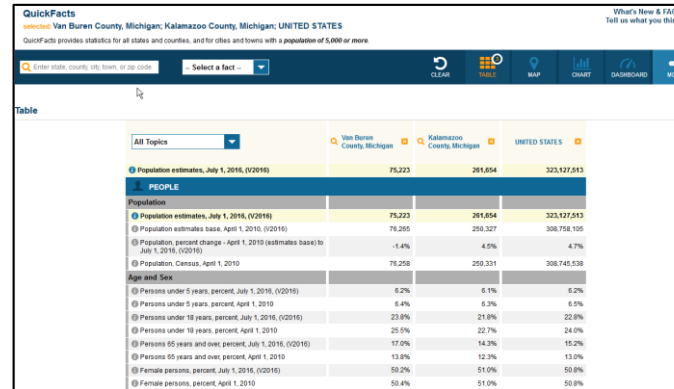 QuickFacts
What's New & FAQ
selected: Van Buren County, Michigan; Kalamazoo County, Michigan; UNITED STATES
Tell us what you thin
QuickFacts provides statistics for all states and counties, and for cities and towns with a population of 5,000 or more.
Enter state, county, city, town, or zip code
-- Select a fact --
CLEAR
TABLE
MAP
CHART
DASHBOARD
MO
Table
All Topics
Van Buren County, Michigan
Kalamazoo County, Michigan
UNITED STATES
Population estimates, July 1, 2016, (V2016) 75,223 261,654 323,127,513
PEOPLE
Population
Population estimates, July 1, 2016, (V2016) 75,223 261,654 323,127,513
Population estimates base, April 1, 2010, (V2016) 76,265 250,327 308,758,105
Population, percent change - April 1, 2010 (estimates base) to
July 1, 2016, (V2016) -1.4% 4.5% 4.7%
Population, Census, April 1, 2010 76,258 250,331 308,745,538
Age and Sex
Persons under 5 years, percent, July 1, 2016, (V2016) 6.2% 6.1% 6.2%
Persons under 5 years, percent, April 1, 2010 6.4% 6.3% 6.5%
Persons under 18 years, percent, July 1, 2016, (V2016) 23.8% 21.8% 22.8%
Persons under 18 years, percent, April 1, 2010 25.5% 22.7% 24.0%
Persons 65 years and over, percent, July 1, 2016, (V2016) 17.0% 14.3% 15.2%
Persons 65 years and over, percent, April 1, 2010 13.8% 12.3% 13.0%
Female persons, percent, July 1, 2016, (V2016) 50.2% 51.0% 50.8%
Female persons, percent, April 1, 2010 50.4% 51.0% 50.8%